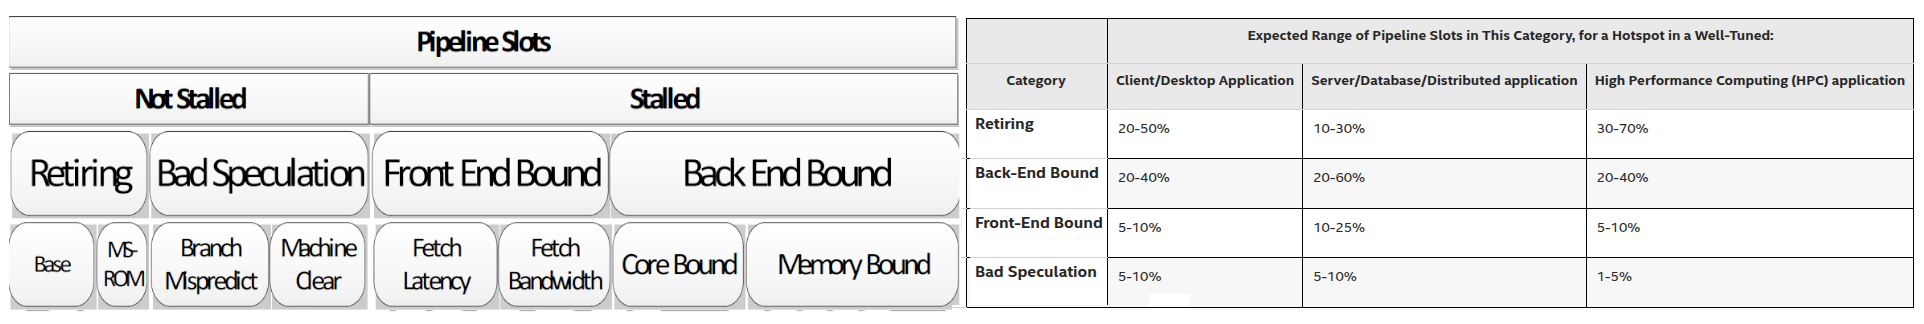 Pipeline Slots
Not Stalled
Stalled
Retiring
Bad Speculation
Front End Bound
Back End Bound
Base
MS-
ROM
Branch
Mispredict
Machine
Clear
Fetch
Latency
Fetch
Bandwidth
Core Bound
Memory Bound
Expected Range of Pipeline Slots in This Category, for a Hotspot in a Well-Tuned:
Category Client/Desktop Application Server/Database/Distributed application High Performance Computing (HPC) application
Retiring 20-50% 10-30% 30-70%
Back-End Bound 20-40% 20-60% 20-40%
Front-End Bound 5-10% 10-25% 5-10%
Bad Speculation 5-10% 5-10% 1-5%